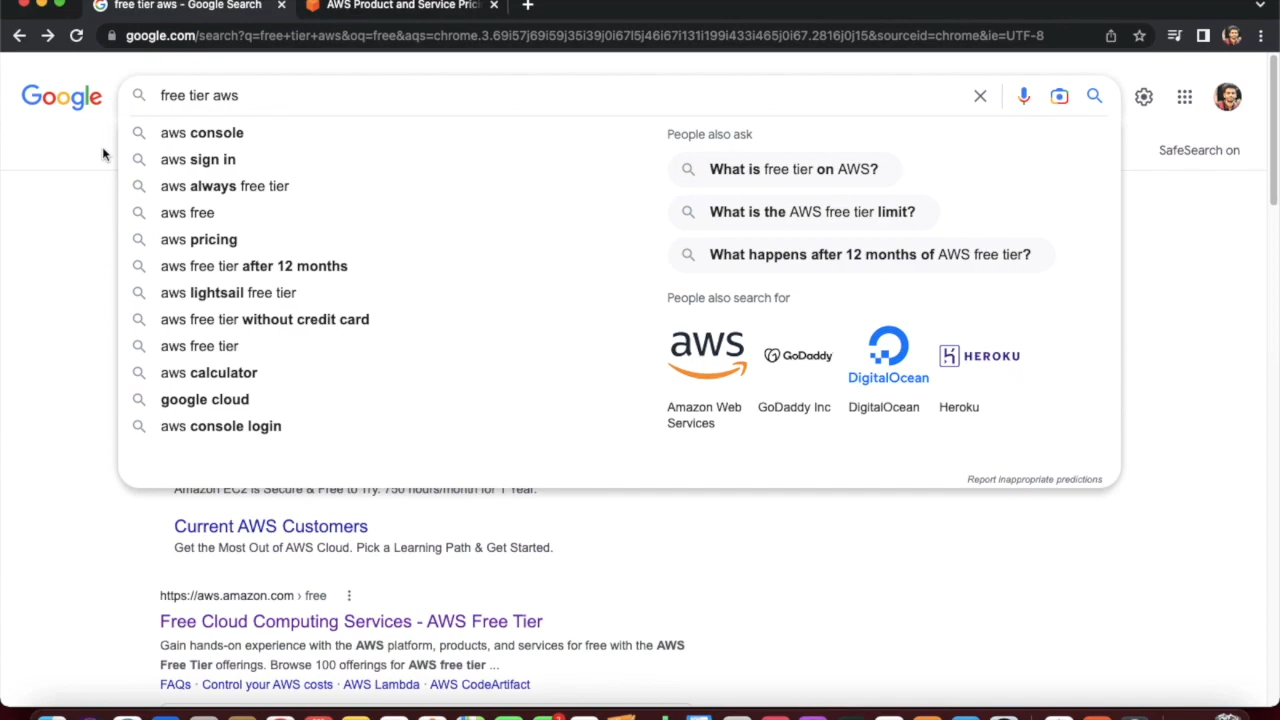 free tier aws - Google Search
AWS Product and Service Prici
google.com/search?q=free+tier+aws&oq=free&aqs=chrome.3.69i57j69i59j35i39j0i67l5j46i67i131i199i433i465j0i67.2816j0j15&sourceid=chrome&ie=UTF-8
Google
free tier aws
SafeSearch on
aws console
aws sign in
aws always free tier
aws free
aws pricing
aws free tier after 12 months
aws lightsail free tier
aws free tier without credit card
aws free tier
aws calculator
google cloud
aws console login
People also ask
What is free tier on AWS?
What is the AWS free tier limit?
What happens after 12 months of AWS free tier?
People also search for
aws
GoDaddy
DigitalOcean
HEROKU
Amazon Web Services
GoDaddy Inc
DigitalOcean
Heroku
Report inappropriate predictions
Amazon EC2 is Secure & Free to Try. 750 hours/month for 1 Year.
Current AWS Customers
Get the Most Out of AWS Cloud. Pick a Learning Path & Get Started.
https://aws.amazon.com › free
Free Cloud Computing Services - AWS Free Tier
Gain hands-on experience with the AWS platform, products, and services for free with the AWS
Free Tier offerings. Browse 100 offerings for AWS free tier ...
FAQs · Control your AWS costs · AWS Lambda · AWS CodeArtifact